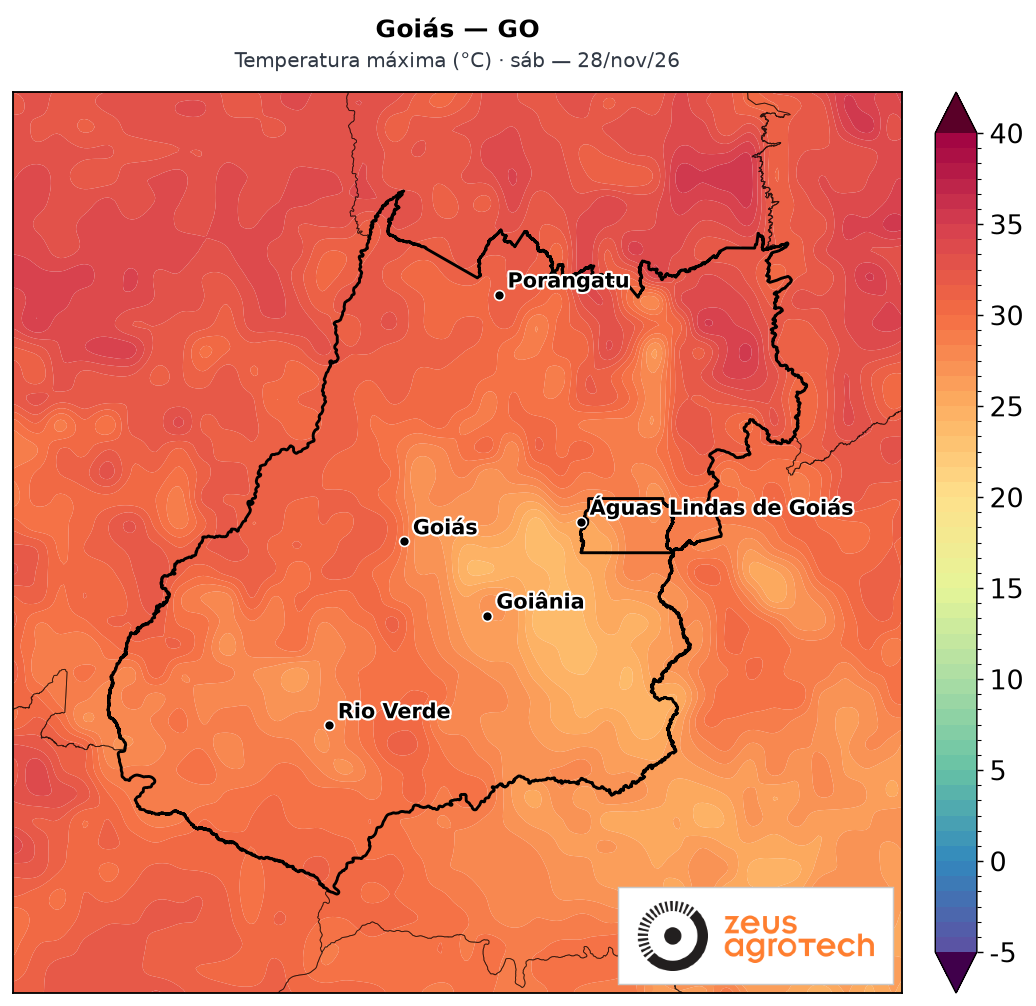 Goiás — GO
Temperatura máxima (°C) · sáb — 28/nov/26
40
35
30
25
20
15
10
5
0
-5
Porangatu
Águas Lindas de Goiás
Goiás
Goiânia
Rio Verde
zeus
agrotech